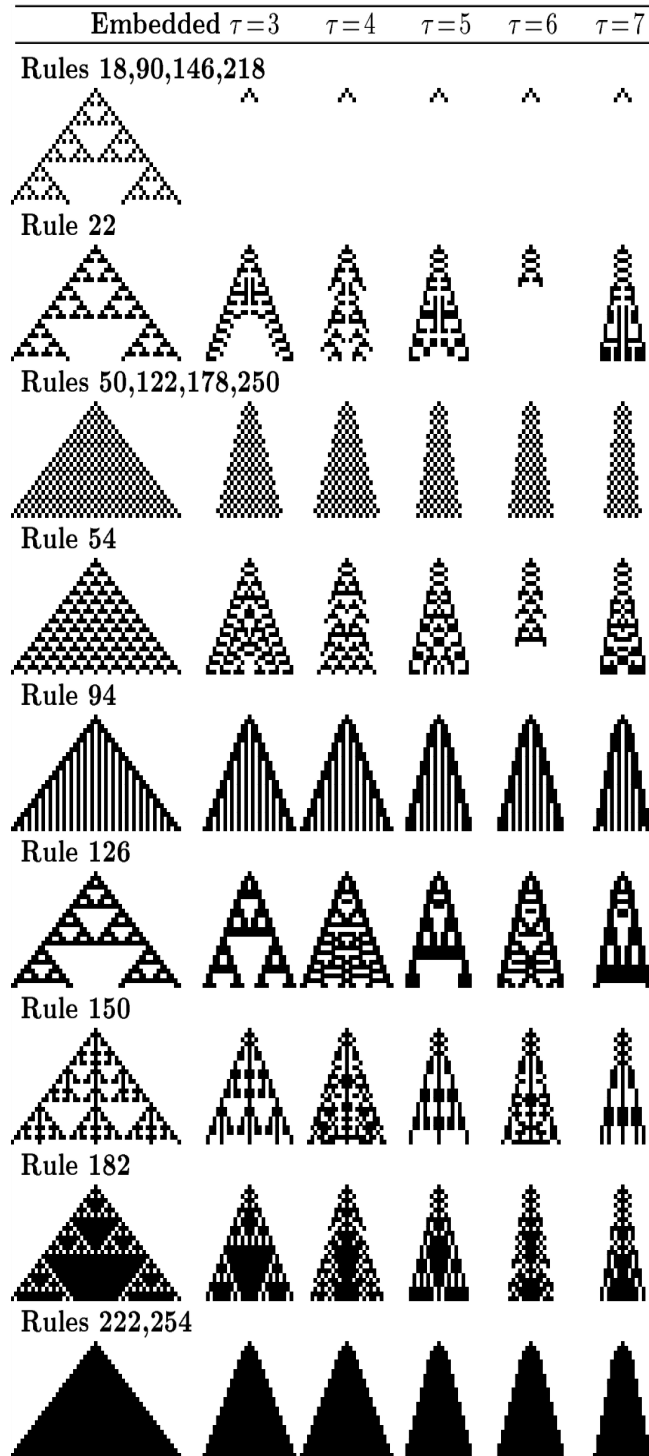 Embedded τ=3 τ=4 τ=5 τ=6 τ=7
Rules 18,90,146,218
Rule 22
Rules 50,122,178,250
Rule 54
Rule 94
Rule 126
Rule 150
Rule 182
Rules 222,254